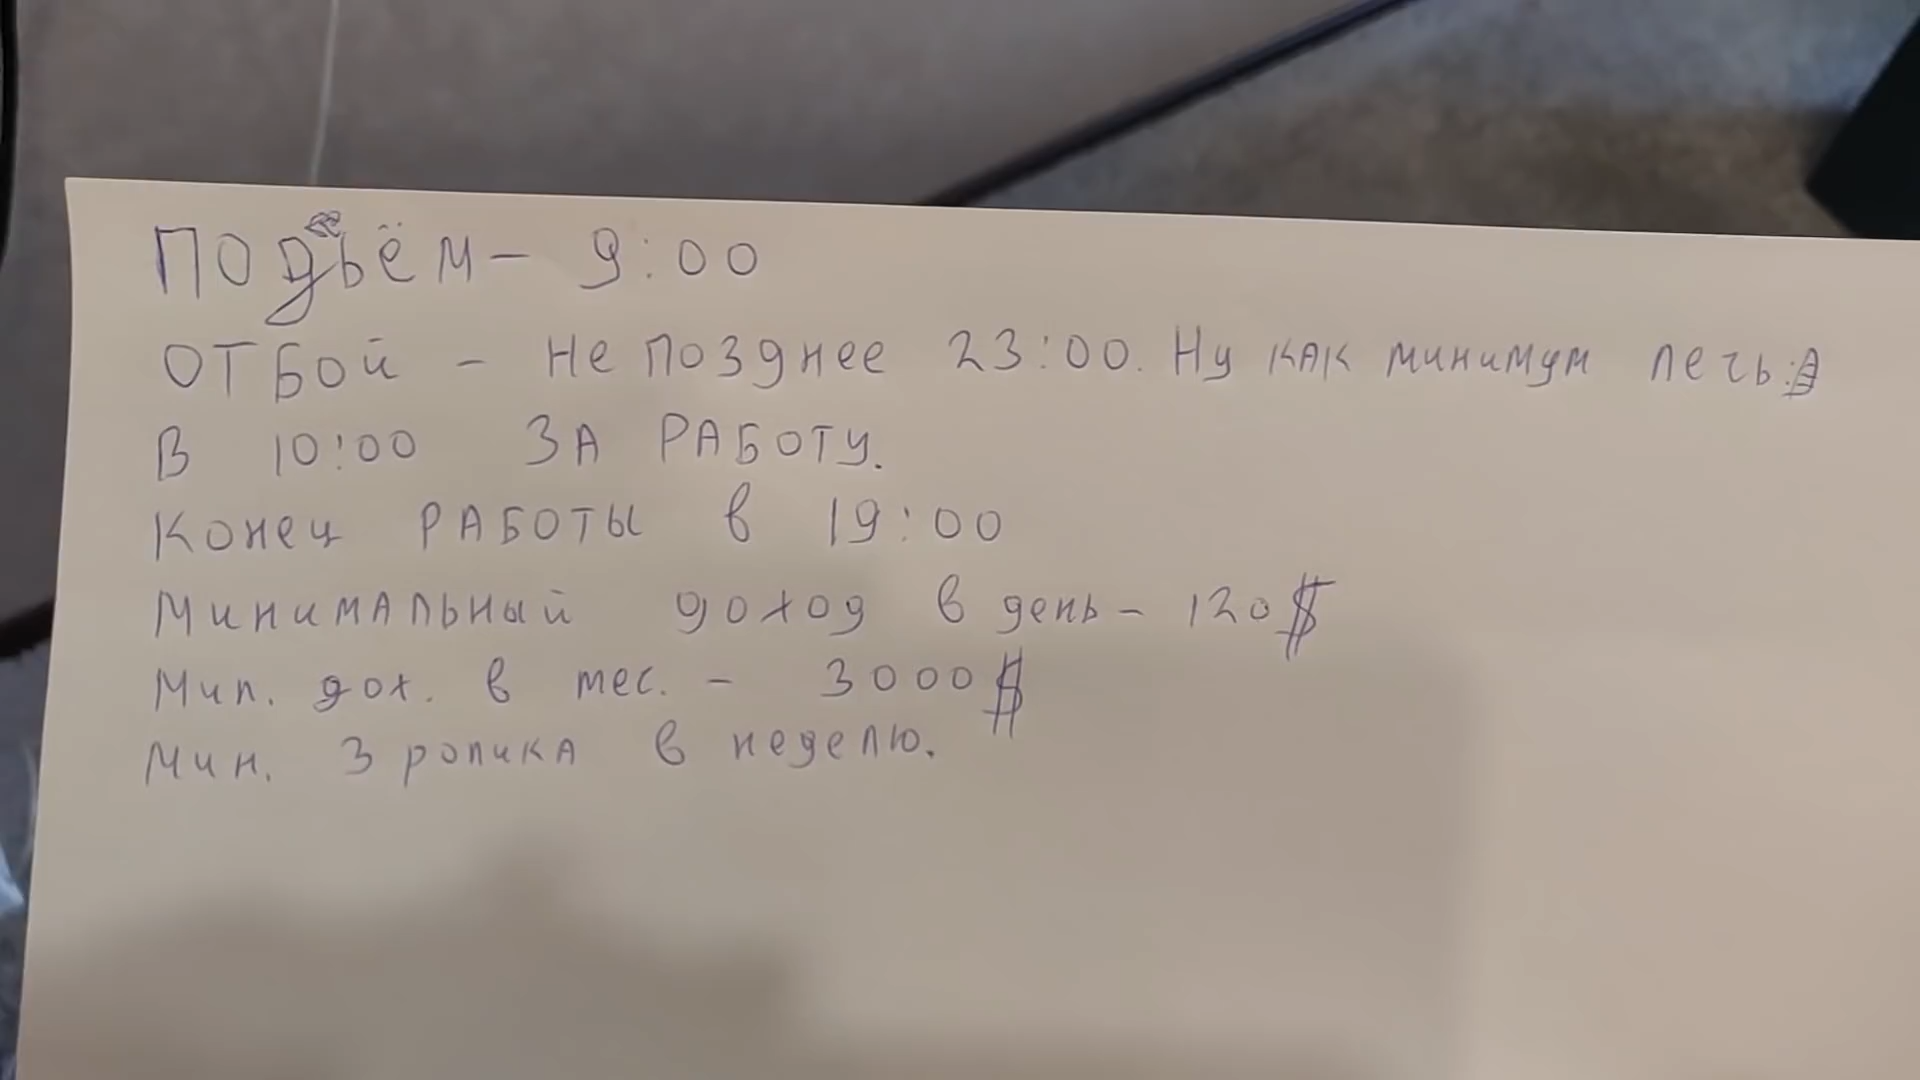 Подьём – 9:00
ОТБОЙ – Не позднее 23:00. Ну как минимум лечь :D
В 10:00 ЗА РАБОТУ.
Конец РАБОТЫ в 19:00
Минимальный доход в день – 120$
Мин. дох. в мес. – 3000$
Мин. 3 ролика в неделю.